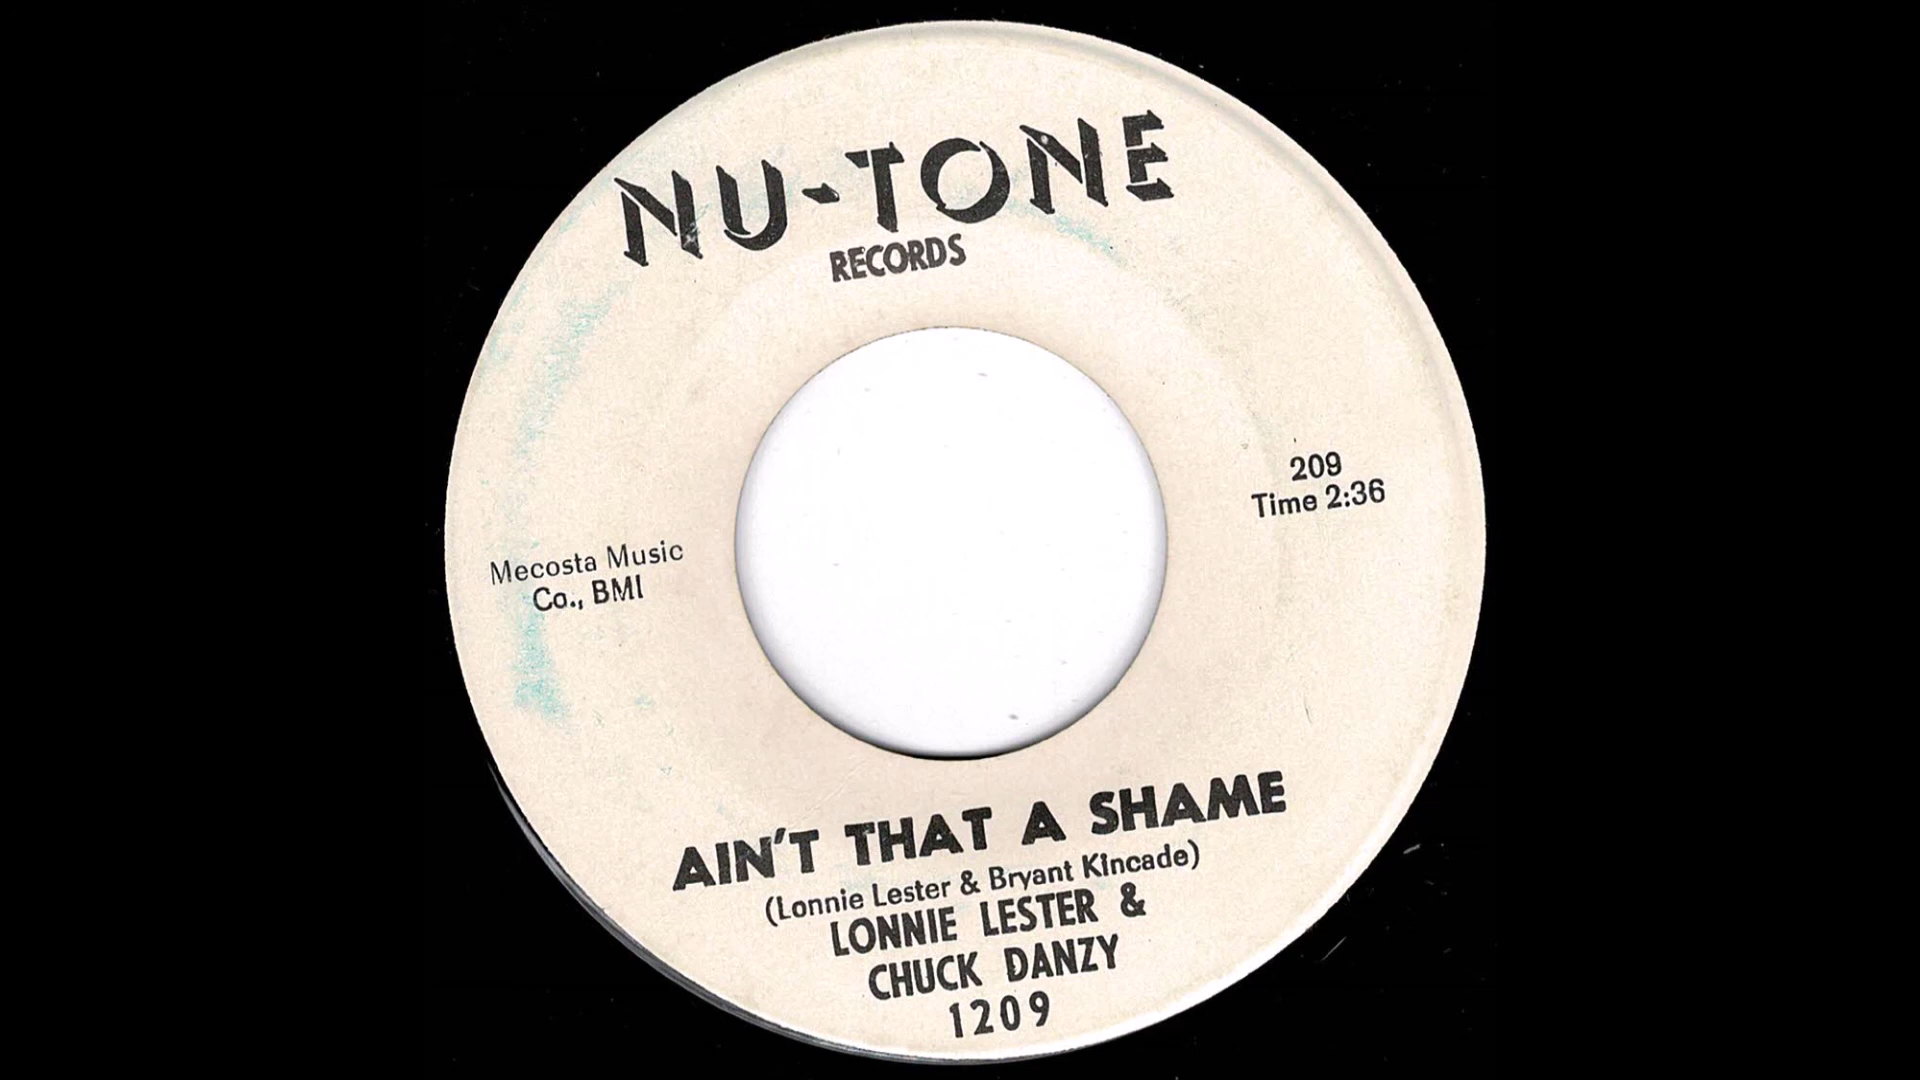 NU-TONE
RECORDS
209
Time 2:36
Mecosta Music
Co., BMI
AIN'T THAT A SHAME
(Lonnie Lester & Bryant Kincade)
LONNIE LESTER &
CHUCK DANZY
1209